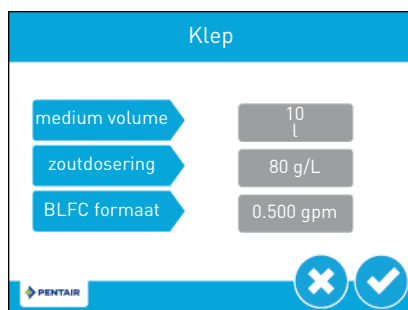 Klep
medium volume
10
l
zoutdosering
80 g/L
BLFC formaat
0.500 gpm
PENTAIR